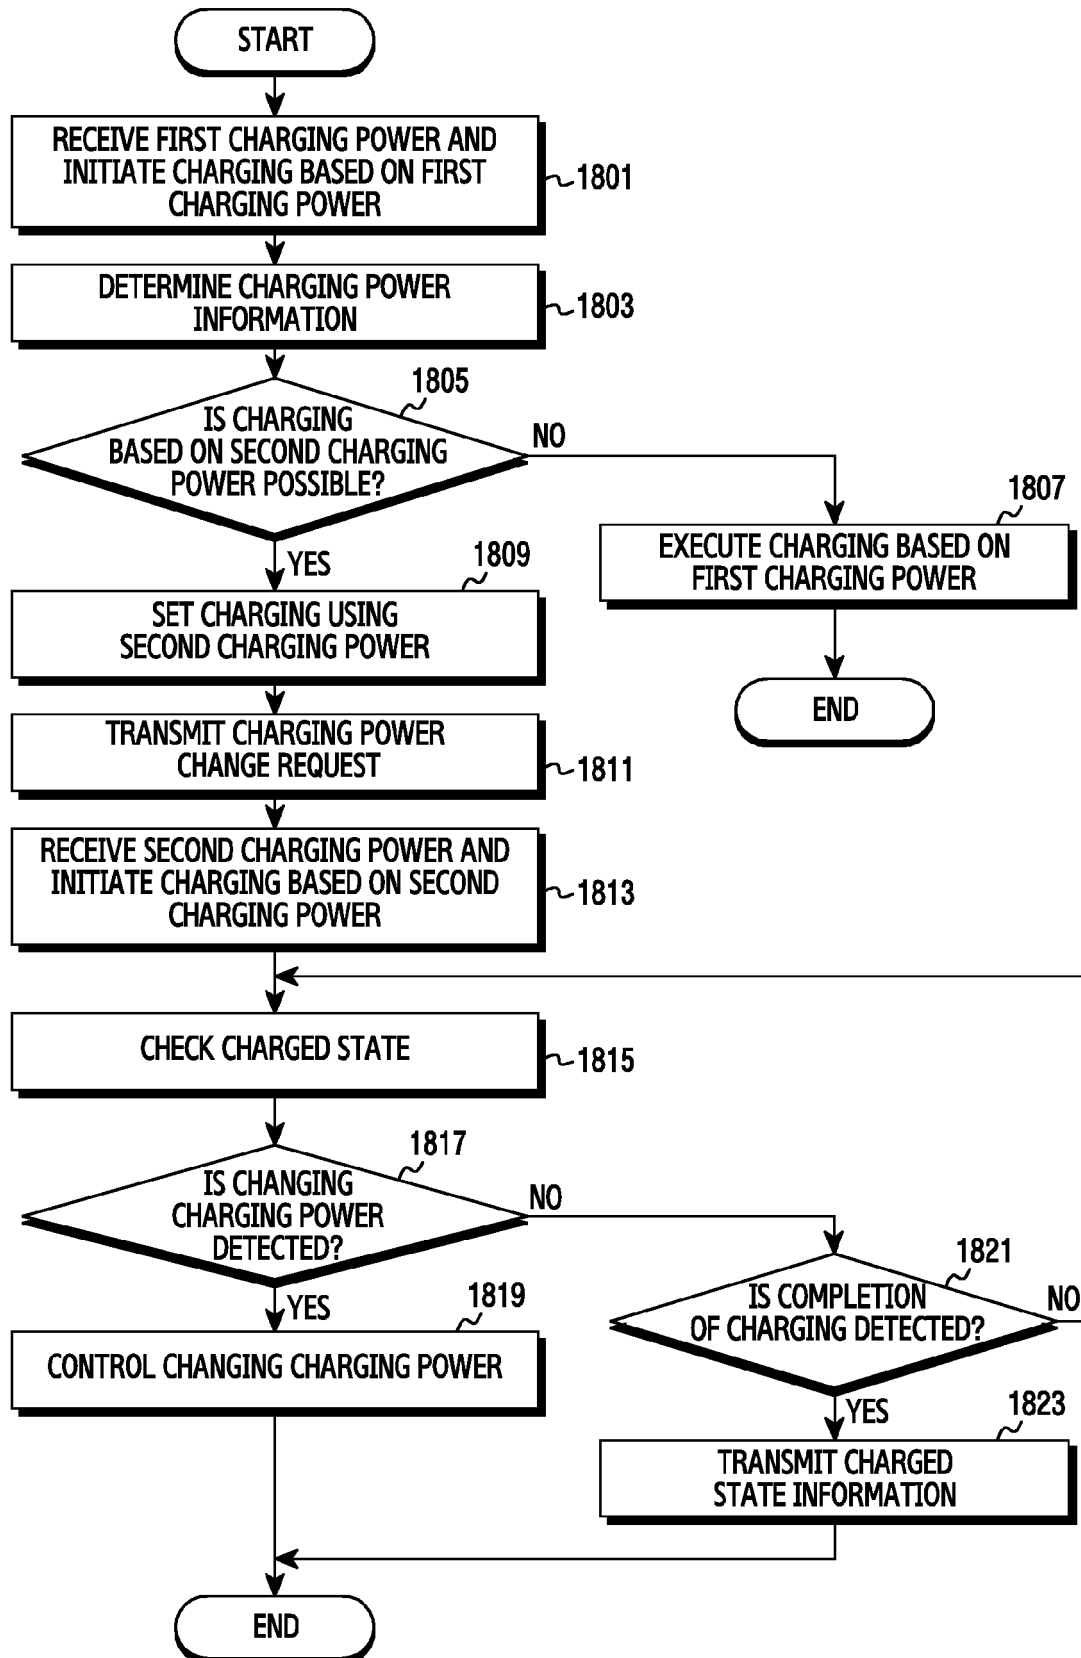 START
RECEIVE FIRST CHARGING POWER AND
INITIATE CHARGING BASED ON FIRST
CHARGING POWER
1801
DETERMINE CHARGING POWER
INFORMATION
1803
1805
IS CHARGING
BASED ON SECOND CHARGING
POWER POSSIBLE?
NO
YES
1807
EXECUTE CHARGING BASED ON
FIRST CHARGING POWER
END
1809
SET CHARGING USING
SECOND CHARGING POWER
TRANSMIT CHARGING POWER
CHANGE REQUEST
1811
RECEIVE SECOND CHARGING POWER AND
INITIATE CHARGING BASED ON SECOND
CHARGING POWER
1813
CHECK CHARGED STATE
1815
1817
IS CHANGING
CHARGING POWER
DETECTED?
NO
YES
1819
CONTROL CHANGING CHARGING POWER
1821
IS COMPLETION
OF CHARGING DETECTED?
NO
YES
1823
TRANSMIT CHARGED
STATE INFORMATION
END